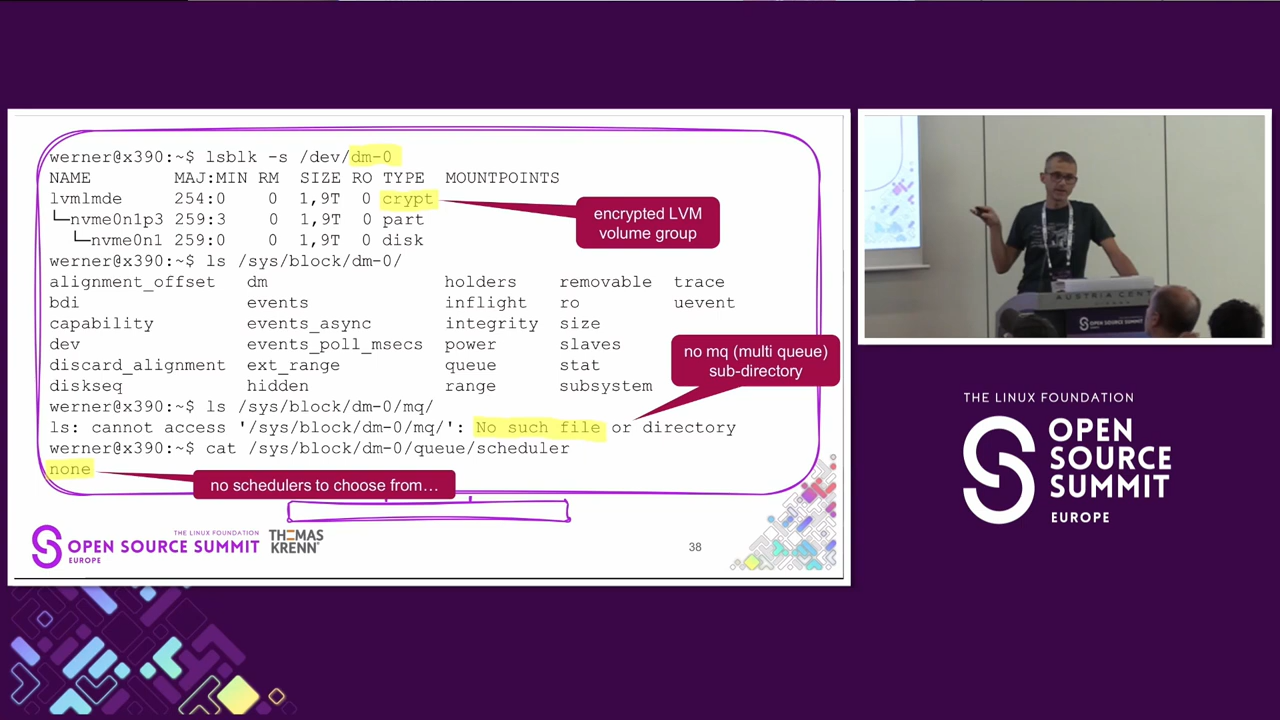 werner@x390:~$ lsblk -s /dev/dm-0
NAME MAJ:MIN RM SIZE RO TYPE MOUNTPOINTS
lvmlmde 254:0 0 1,9T 0 crypt
└─nvme0n1p3 259:3 0 1,9T 0 part
└─nvme0n1 259:0 0 1,9T 0 disk
encrypted LVM
volume group
werner@x390:~$ ls /sys/block/dm-0/
alignment_offset dm holders removable trace
bdi events inflight ro uevent
capability events_async integrity size
dev events_poll_msecs power slaves
discard_alignment ext_range queue stat
diskseq hidden range subsystem
no mq (multi queue)
sub-directory
werner@x390:~$ ls /sys/block/dm-0/mq/
ls: cannot access '/sys/block/dm-0/mq/': No such file or directory
werner@x390:~$ cat /sys/block/dm-0/queue/scheduler
none
no schedulers to choose from…
THE LINUX FOUNDATION
OPEN SOURCE SUMMIT
EUROPE
THOMAS
KRENN®
38
AUSTRIA CENT
OPEN SOURCE SUMMIT
THE LINUX FOUNDATION
OPEN
SOURCE
SUMMIT
EUROPE